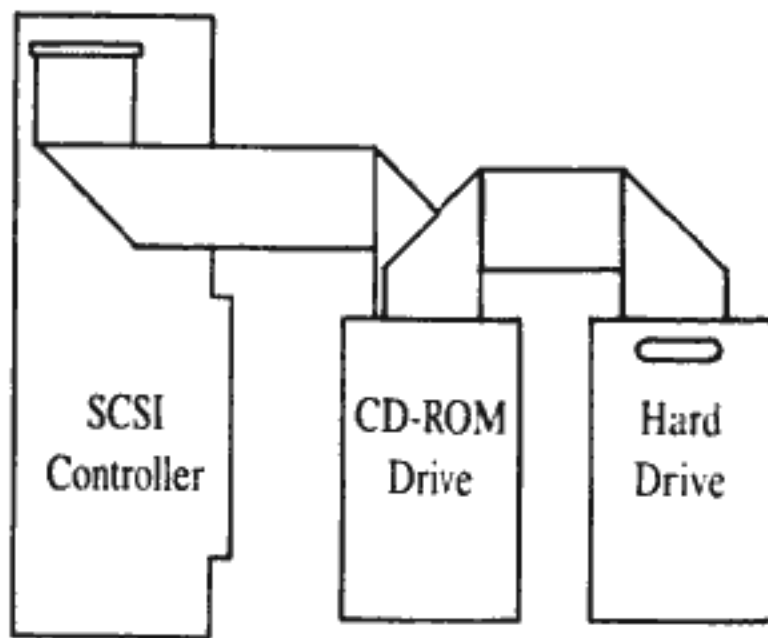 SCSI
Controller
CD-ROM
Drive
Hard
Drive